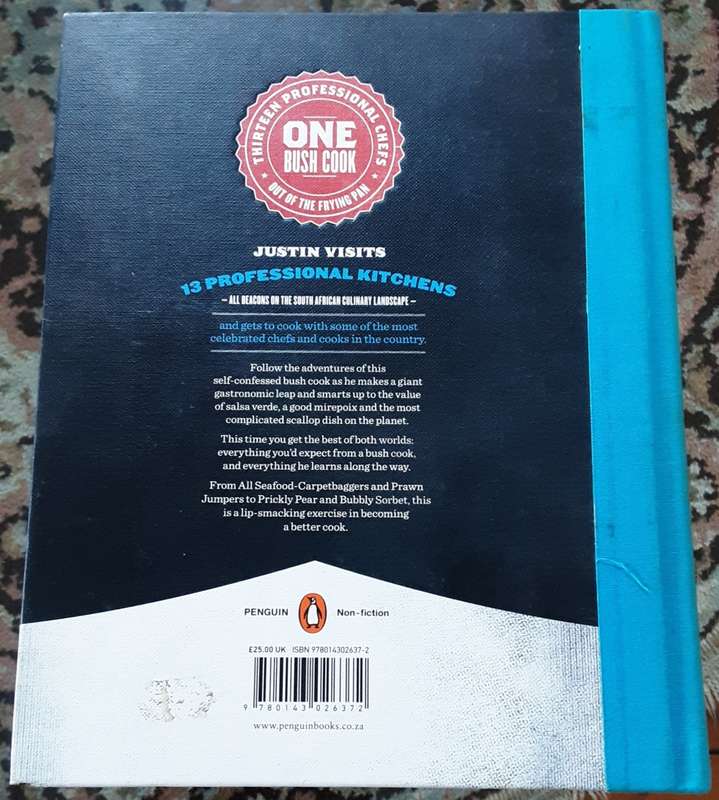 THIRTEEN PROFESSIONAL CHEFS
ONE
BUSH COOK
OUT OF THE FRYING PAN
JUSTIN VISITS
13 PROFESSIONAL KITCHENS
– ALL BEACONS ON THE SOUTH AFRICAN CULINARY LANDSCAPE –
and gets to cook with some of the most
celebrated chefs and cooks in the country.
Follow the adventures of this
self-confessed bush cook as he makes a giant
gastronomic leap and smarts up to the value
of salsa verde, a good mirepoix and the most
complicated scallop dish on the planet.
This time you get the best of both worlds:
everything you'd expect from a bush cook,
and everything he learns along the way.
From All Seafood-Carpetbaggers and Prawn
Jumpers to Prickly Pear and Bubbly Sorbet, this
is a lip-smacking exercise in becoming
a better cook.
PENGUIN Non-fiction
£25.00 UK ISBN 978014302637-2
9 780143 026372
www.penguinbooks.co.za